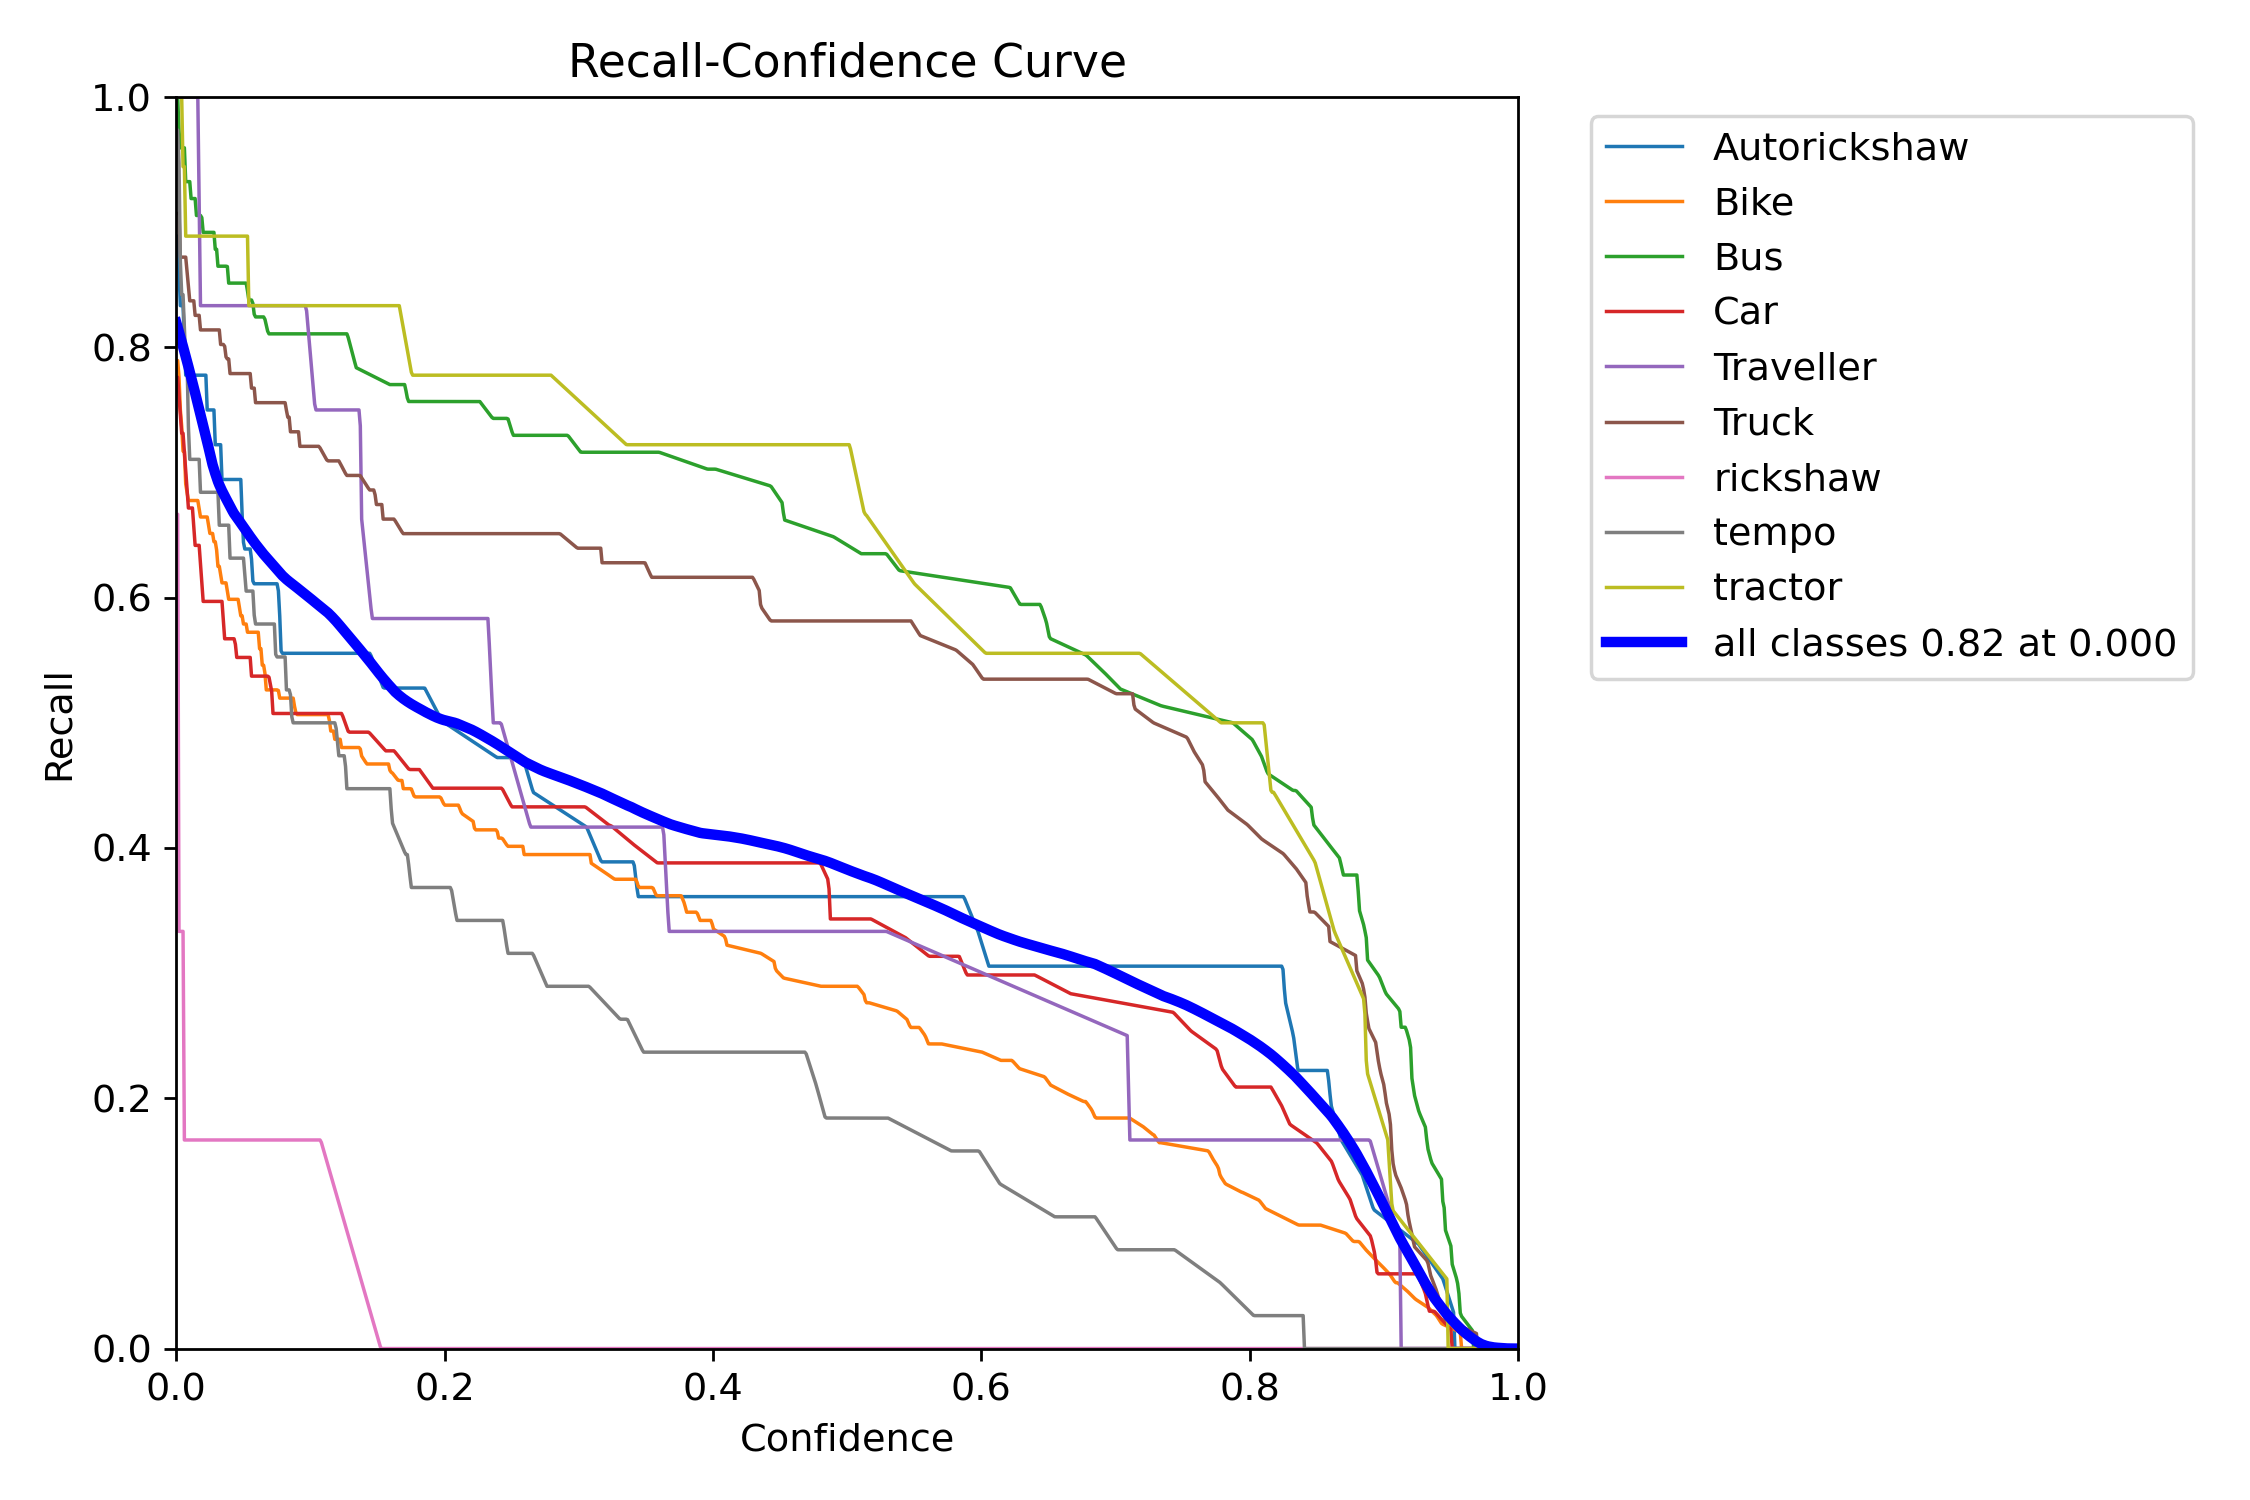 Recall-Confidence Curve
1.0
0.8
0.6
0.4
0.2
0.0
Recall
0.0 0.2 0.4 0.6 0.8 1.0
Confidence
Autorickshaw
Bike
Bus
Car
Traveller
Truck
rickshaw
tempo
tractor
all classes 0.82 at 0.000